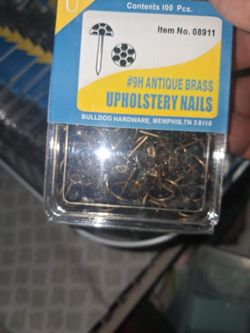 Contents 100 Pcs.
Item No. 08911
#9H ANTIQUE BRASS
UPHOLSTERY NAILS
BULLDOG HARDWARE, MEMPHIS,TN 38118